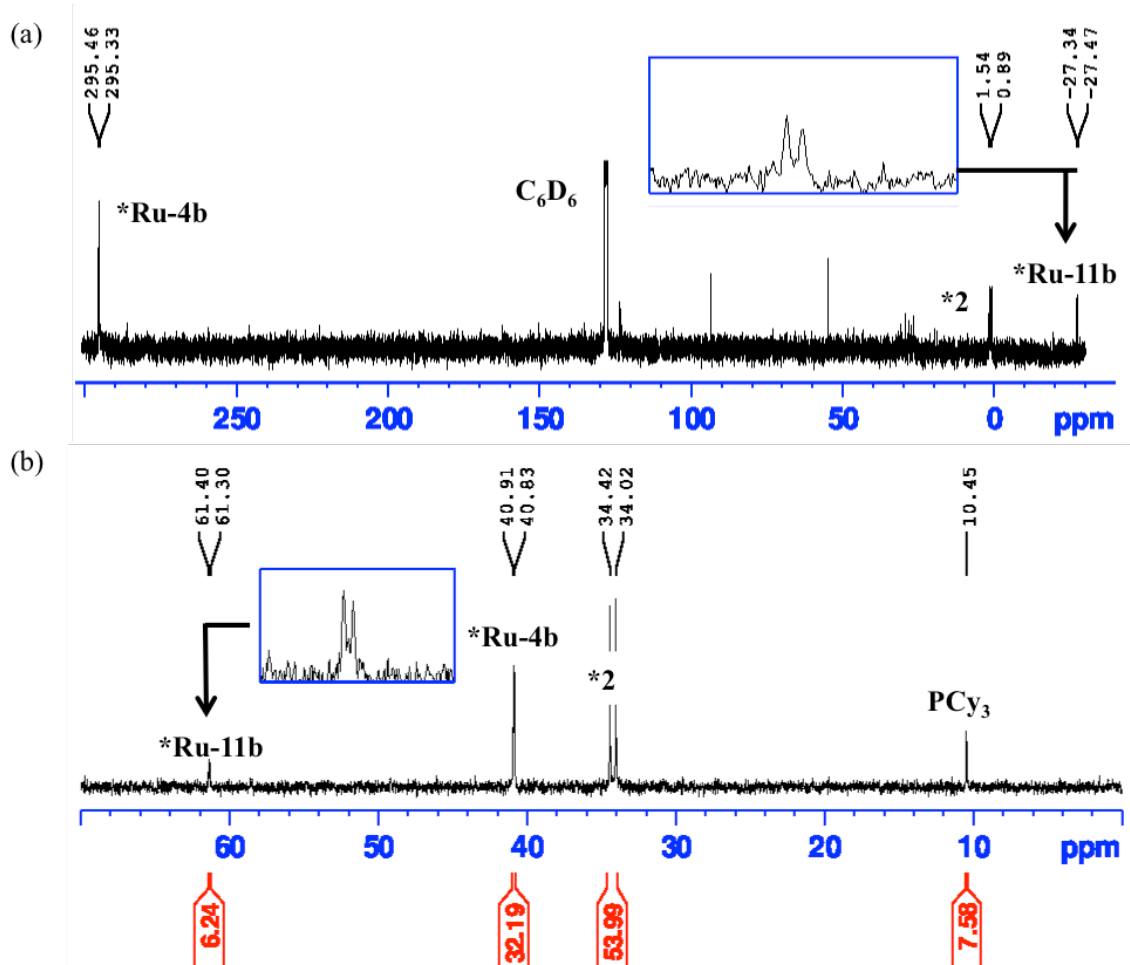 (a)
295.46
295.33
1.54
0.89
-27.34
-27.47
*Ru-4b
C₆D₆
*2
*Ru-11b
250 200 150 100 50 0 ppm
(b)
61.40
61.30
40.91
40.83
34.42
34.02
10.45
*Ru-11b
*Ru-4b
*2
PCy₃
60 50 40 30 20 10 ppm
6.24
32.19
53.99
7.58